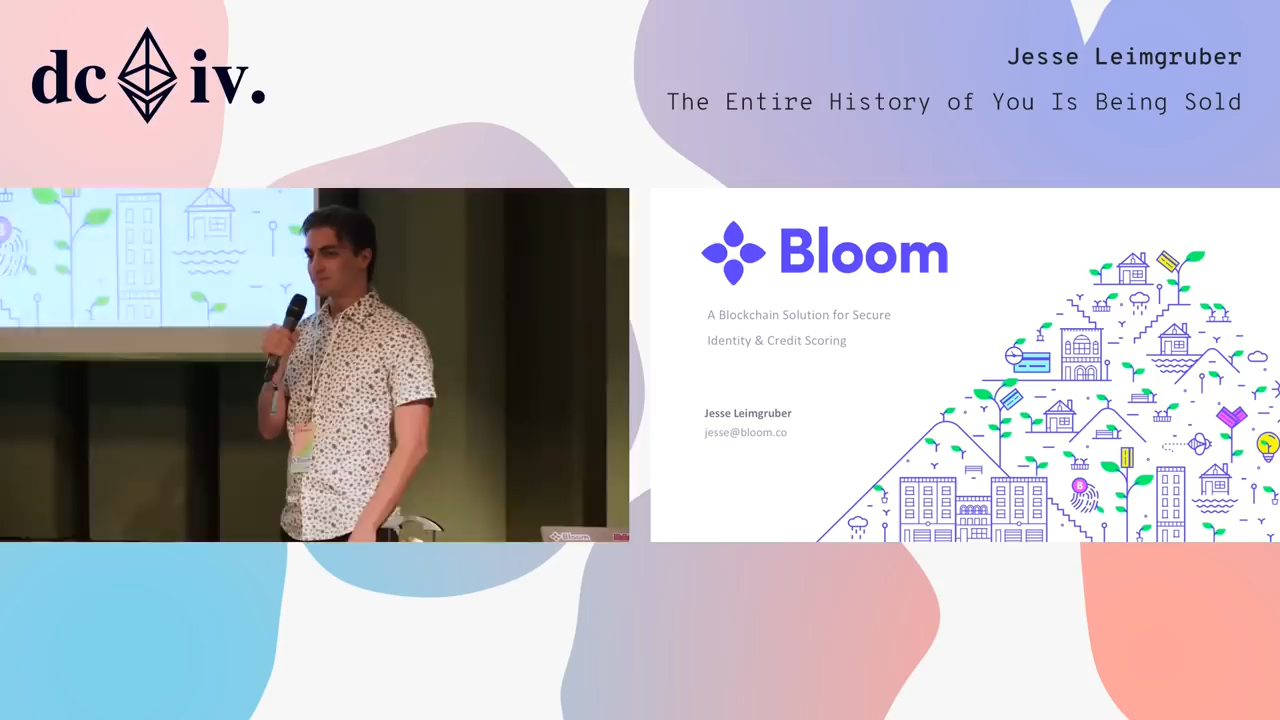 dc iv.
Jesse Leimgruber
The Entire History of You Is Being Sold
Bloom
A Blockchain Solution for Secure
Identity & Credit Scoring
Jesse Leimgruber
jesse@bloom.co
B
Bloom